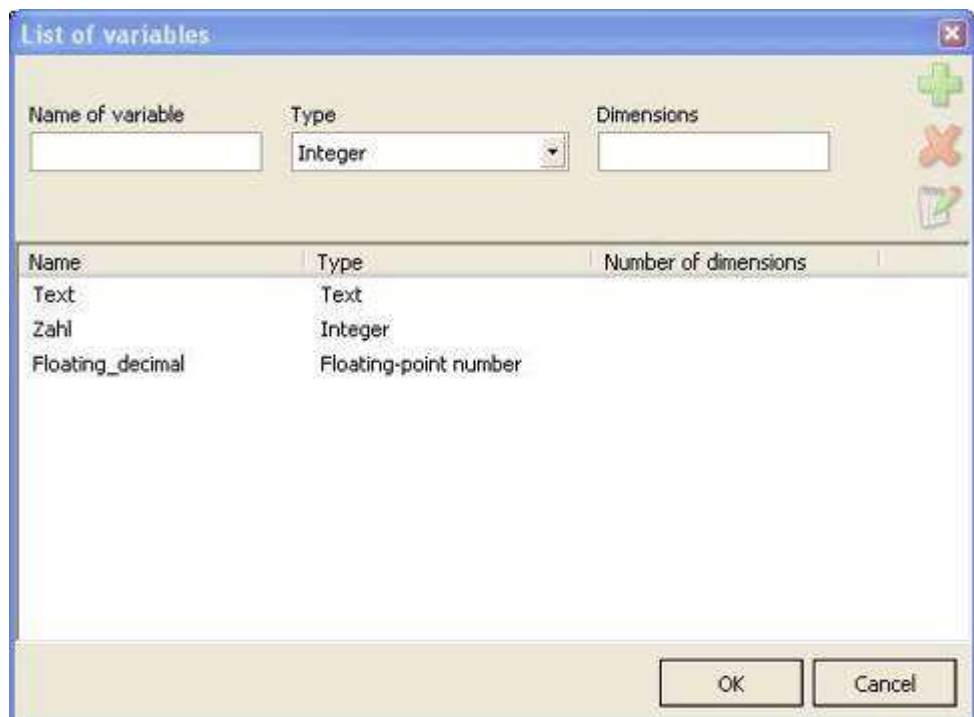 List of variables
Name of variable Type Dimensions
Integer
Name Type Number of dimensions
Text Text
Zahl Integer
Floating_decimal Floating-point number
OK Cancel